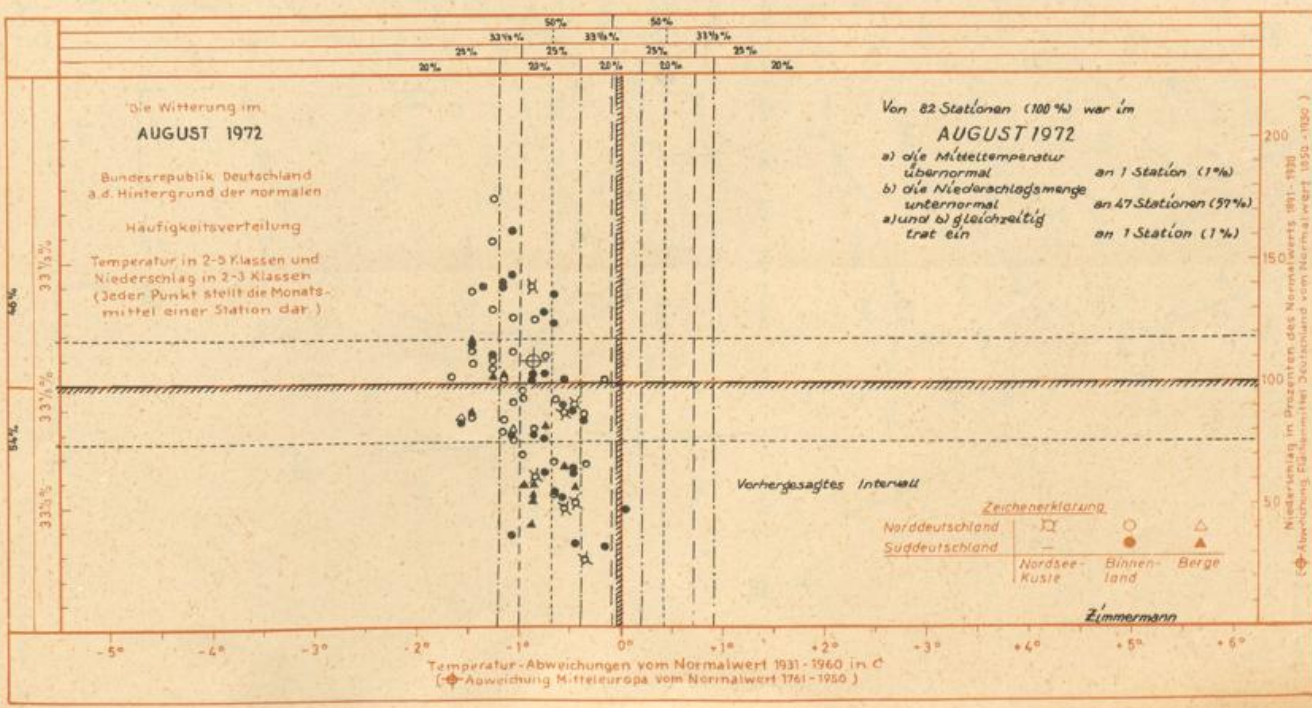 50% 50%
33⅓% 33⅓% 33⅓%
25% 25% 25% 25%
20% 20% 20% 20% 20%
Die Witterung im
AUGUST 1972
Bundesrepublik Deutschland
a.d. Hintergrund der normalen
Häufigkeitsverteilung
Temperatur in 2-5 Klassen und
Niederschlag in 2-3 Klassen
(Jeder Punkt stellt die Monats-
mittel einer Station dar.)
Von 82 Stationen (100%) war im
AUGUST 1972
a) die Mitteltemperatur
übernormal an 1 Station (1%)
b) die Niederschlagsmenge
unternormal an 47 Stationen (57%)
a) und b) gleichzeitig
trat ein an 1 Station (1%)
46%
54%
33⅓%
33⅓%
33⅓%
200
150
100
50
Niederschlag in Prozenten des Normalwerts 1891-1930
Vorhergesagtes Intervall
Zeichenerklärung
Norddeutschland
Süddeutschland —
Nordsee- Binnen- Berge
Küste land
Zimmermann
-5° -4° -3° -2° -1° 0° +1° +2° +3° +4° +5° +6°
Temperatur-Abweichungen vom Normalwert 1931-1960 in C°
( Abweichung Mitteleuropa vom Normalwert 1761-1950 )